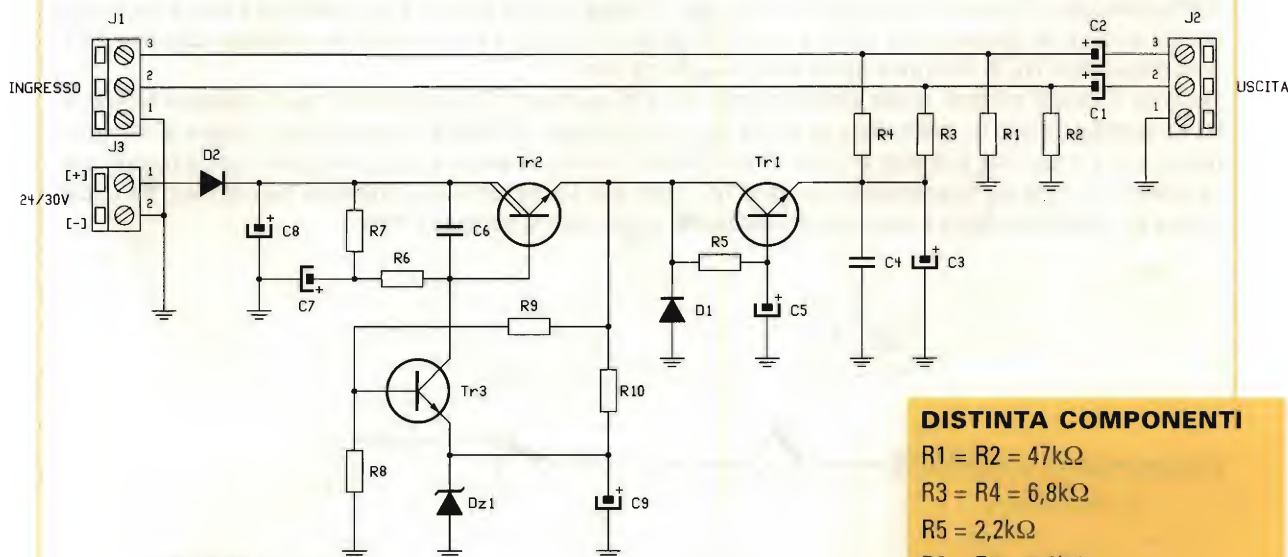 J1
J2
C2
+
3
3
INGRESSO
2
+
2
USCITA
1
C1
1
R4
R3
R1
R2
J3
D2
Tr2
Tr1
[+]
1
24/30V
2
[-]
+
C8
R7
C6
R5
R6
C4
+
C3
C7
+
D1
+
C5
R9
Tr3
R10
R8
Dz1
+
C9
DISTINTA COMPONENTI
R1 = R2 = 47kΩ
R3 = R4 = 6,8kΩ
R5 = 2,2kΩ